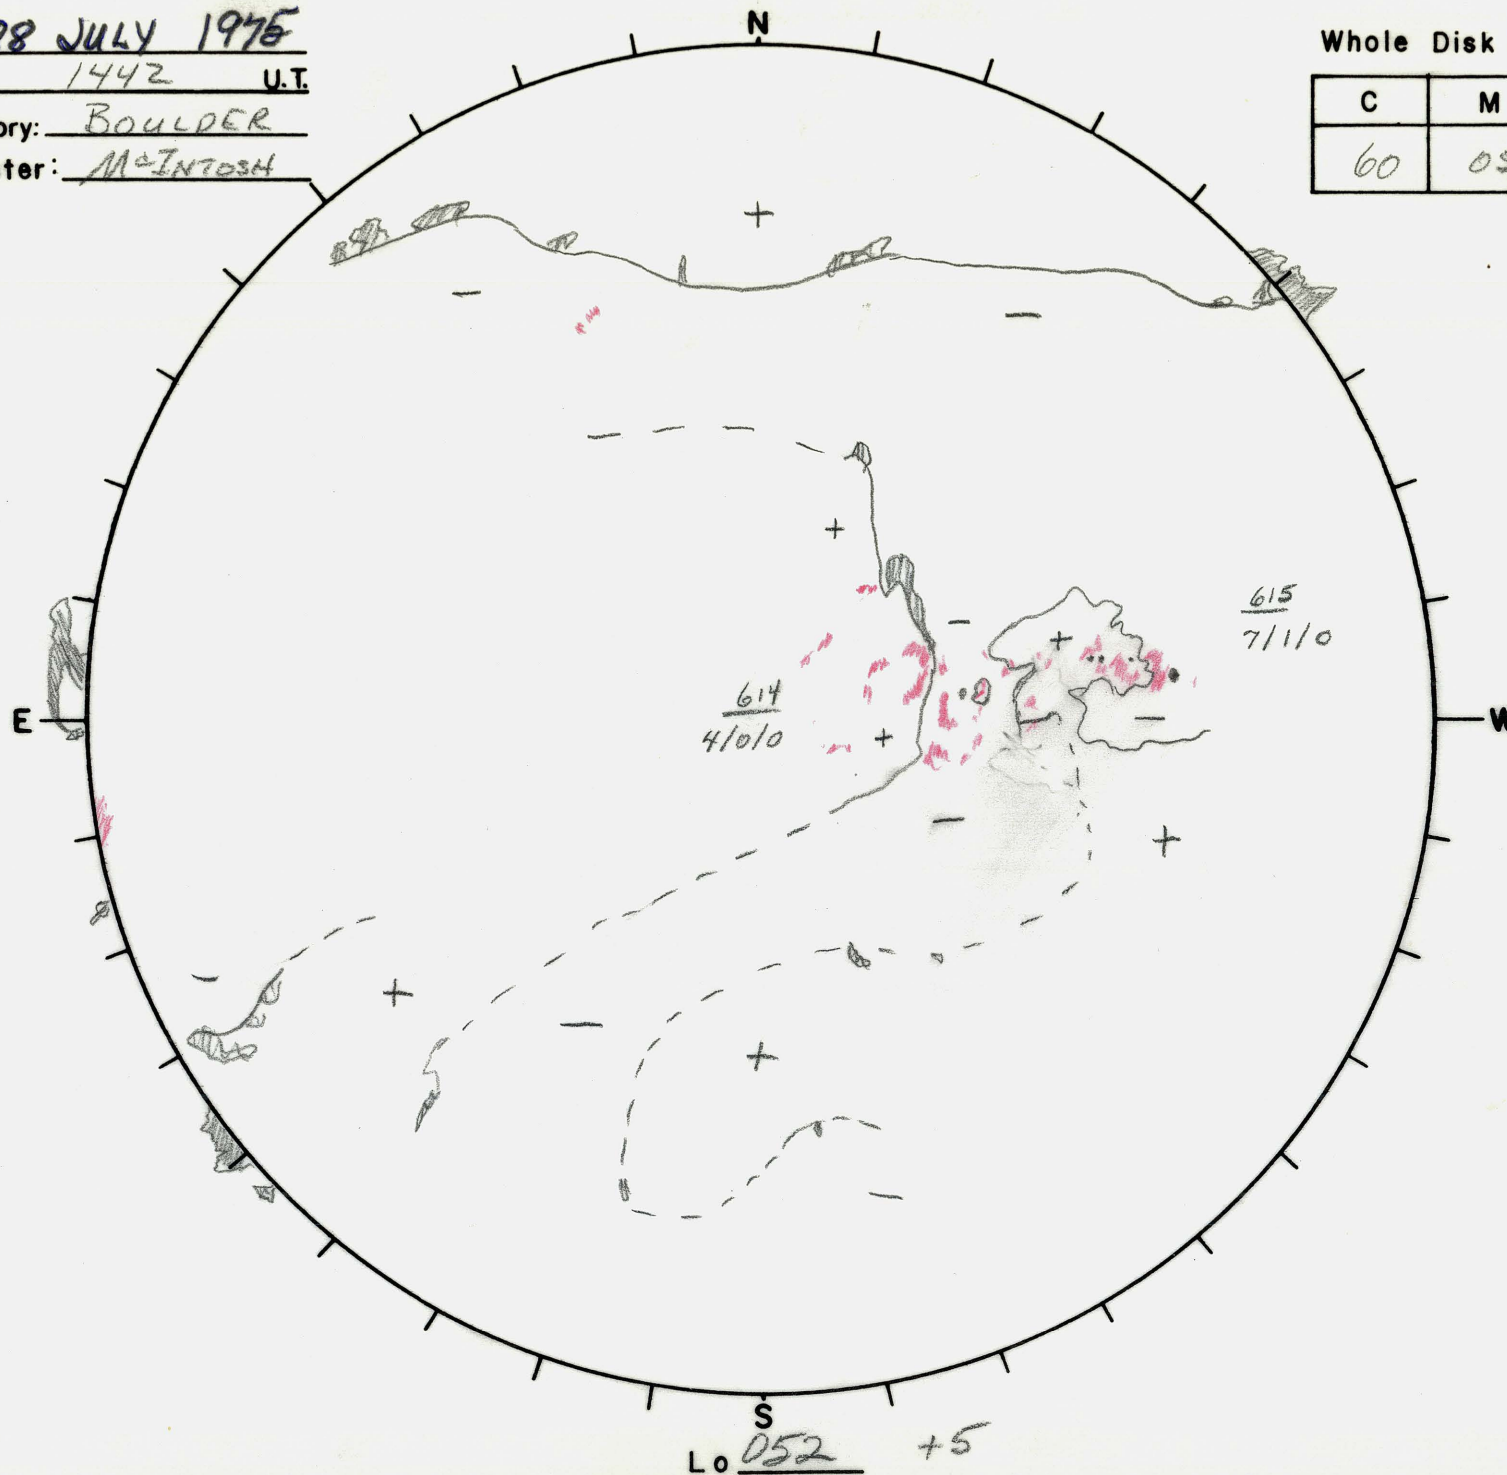 28 JULY 1975
1442 U.T.
ory: BOULDER
ter: McINTOSH
N
Whole Disk
C M
60 05
+
-
-
+
615
7/1/0
-
+
614
4/0/0
+
-
E
W
-
+
-
+
-
+
-
S
Lo 052 +5